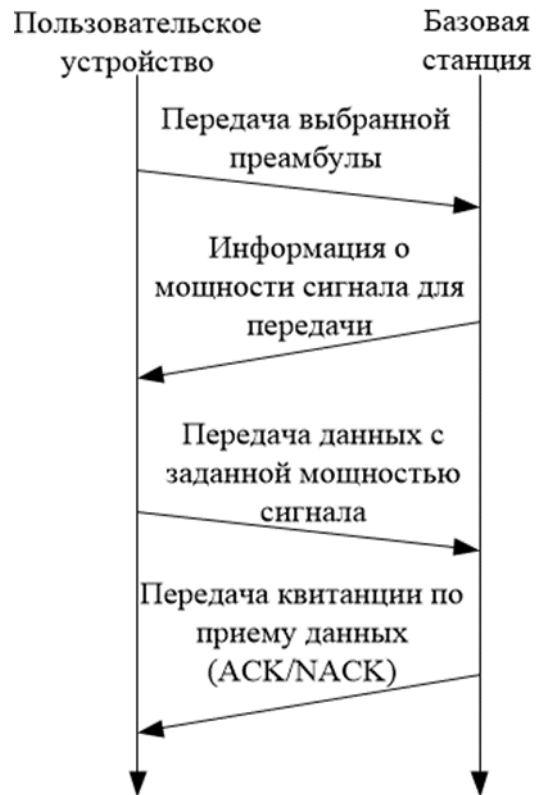 Пользовательское
устройство
Базовая
станция
Передача выбранной
преамбулы
Информация о
мощности сигнала для
передачи
Передача данных с
заданной мощностью
сигнала
Передача квитанции по
приему данных
(ACK/NACK)